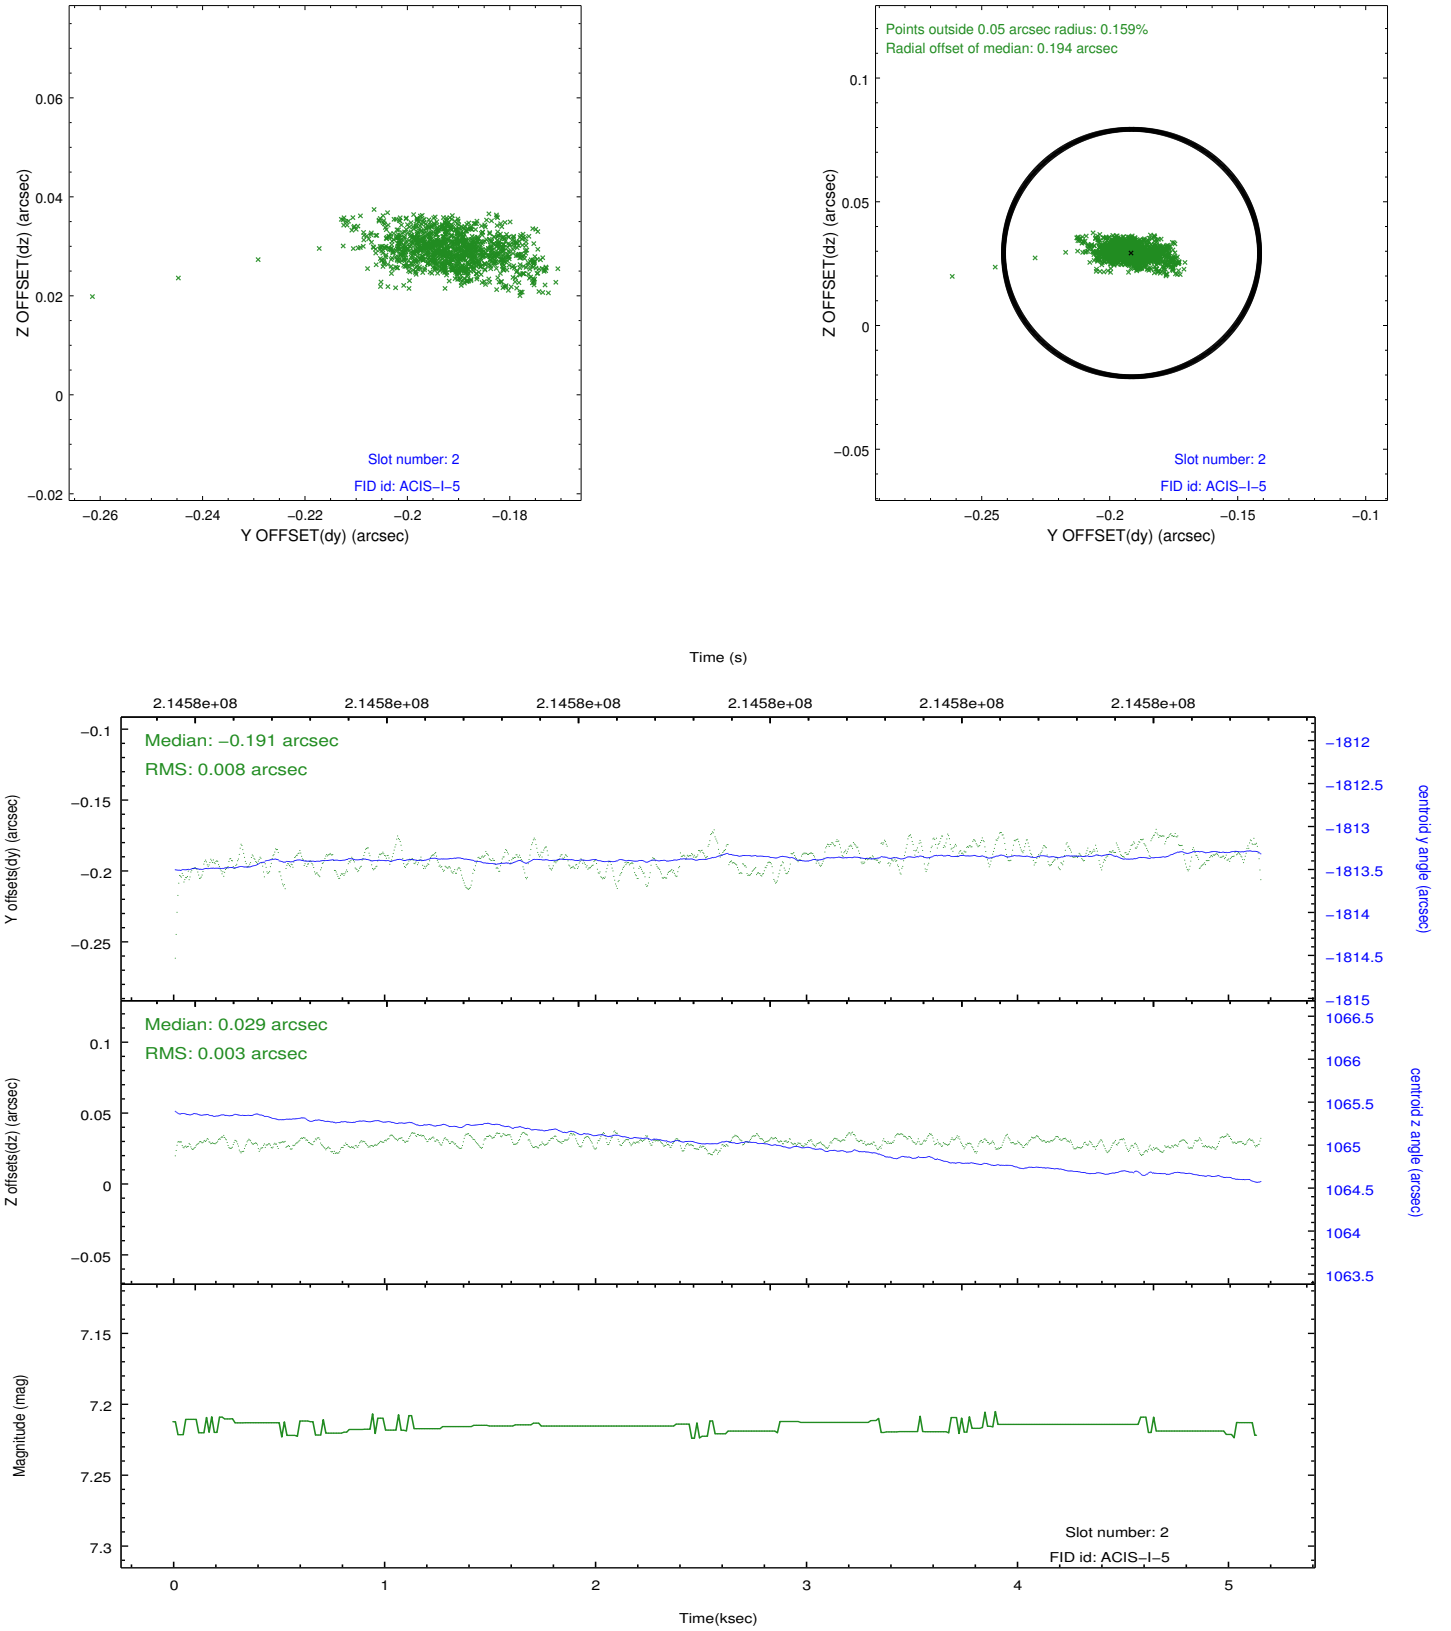 0.06
0.04
0.02
0
−0.02
Z OFFSET(dz) (arcsec)
Slot number: 2
FID id: ACIS−I−5
−0.26 −0.24 −0.22 −0.2 −0.18
Y OFFSET(dy) (arcsec)
Points outside 0.05 arcsec radius: 0.159%
Radial offset of median: 0.194 arcsec
0.1
0.05
0
−0.05
Z OFFSET(dz) (arcsec)
Slot number: 2
FID id: ACIS−I−5
−0.25 −0.2 −0.15 −0.1
Y OFFSET(dy) (arcsec)
Time (s)
2.1458e+08 2.1458e+08 2.1458e+08 2.1458e+08 2.1458e+08 2.1458e+08
Median: −0.191 arcsec
RMS: 0.008 arcsec
−0.1
−0.15
−0.2
−0.25
Y offsets(dy) (arcsec)
−1812
−1812.5
−1813
−1813.5
−1814
−1814.5
−1815
centroid y angle (arcsec)
Median: 0.029 arcsec
RMS: 0.003 arcsec
0.1
0.05
0
−0.05
Z offsets(dz) (arcsec)
1066.5
1066
1065.5
1065
1064.5
1064
1063.5
centroid z angle (arcsec)
7.15
7.2
7.25
7.3
Magnitude (mag)
Slot number: 2
FID id: ACIS−I−5
0 1 2 3 4 5
Time(ksec)